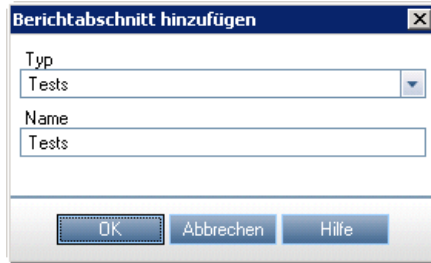 Berichtabschnitt hinzufügen
Typ
Tests
Name
Tests
OK Abbrechen Hilfe